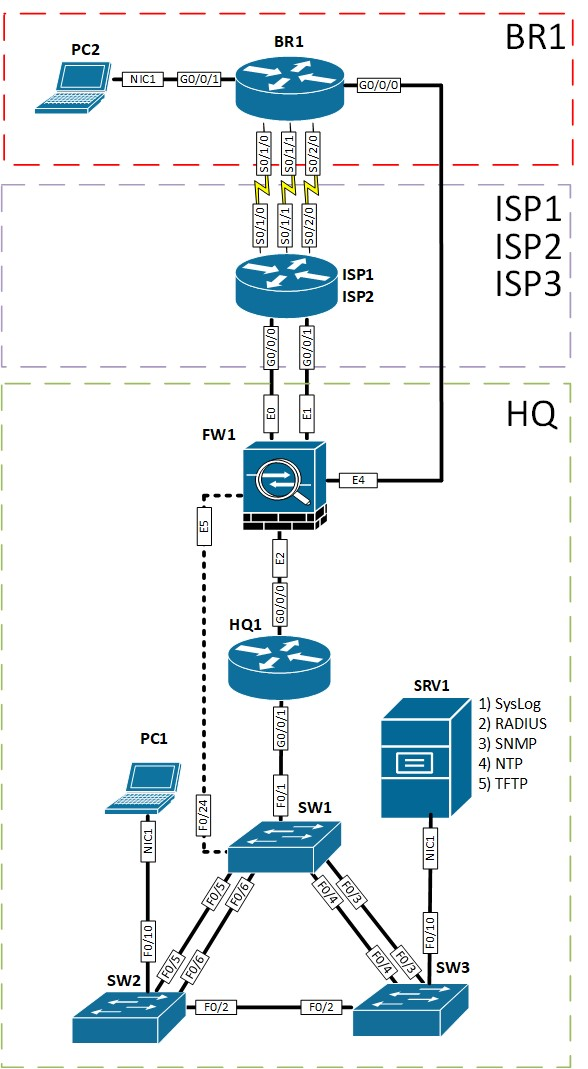 BR1
BR1
PC2
NIC1
G0/0/1
G0/0/0
S0/1/0
S0/1/1
S0/2/0
S0/1/0
S0/1/1
S0/2/0
ISP1
ISP2
ISP3
ISP1
ISP2
G0/0/0
G0/0/1
HQ
E0
E1
FW1
E4
E5
E2
G0/0/0
HQ1
SRV1
1) SysLog
2) RADIUS
3) SNMP
4) NTP
5) TFTP
G0/0/1
PC1
F0/1
F0/24
SW1
NIC1
NIC1
F0/5
F0/6
F0/4
F0/3
F0/10
F0/10
F0/5
F0/6
F0/4
F0/3
SW2
SW3
F0/2
F0/2